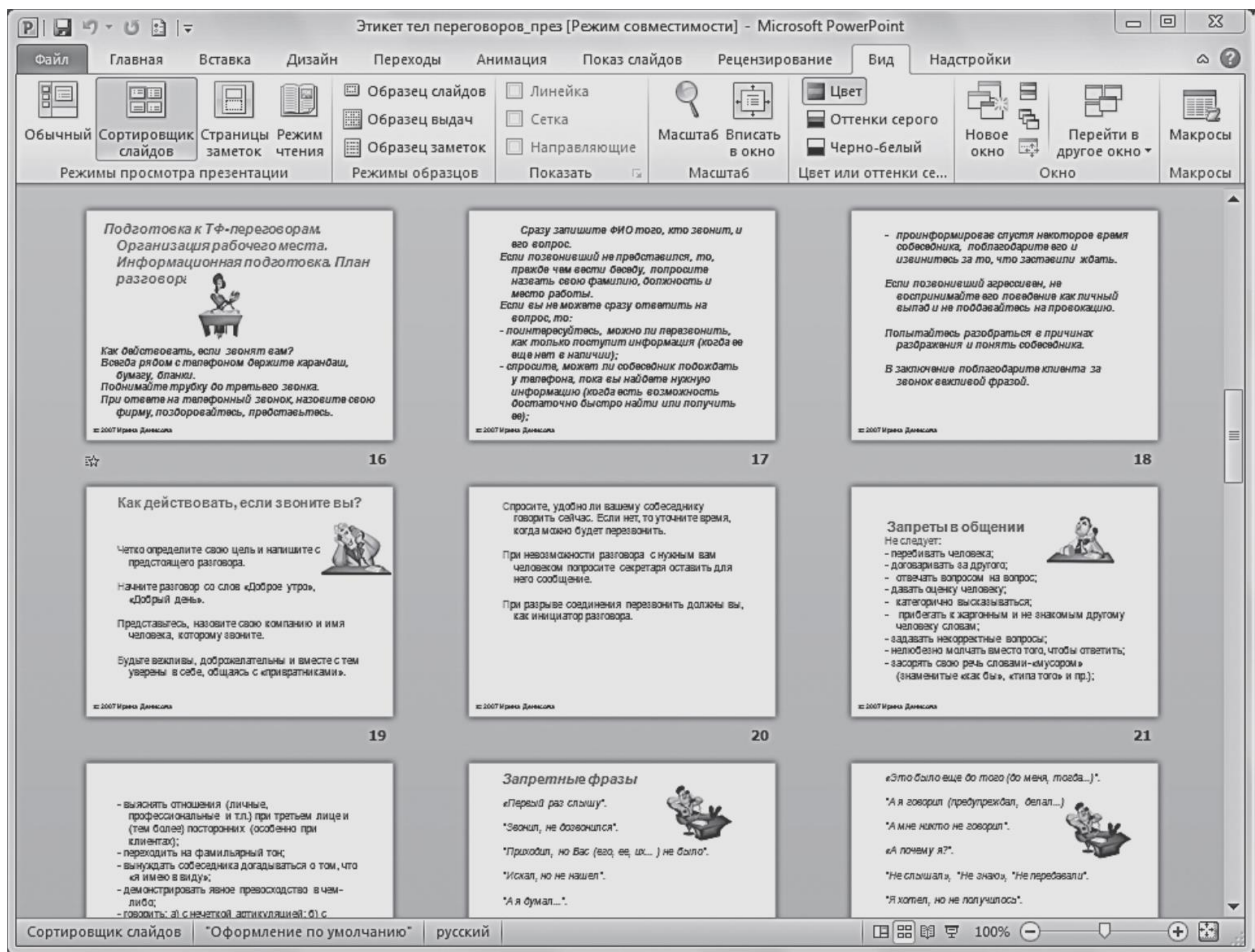 Этикет тел переговоров_през [Режим совместимости] - Microsoft PowerPoint
Файл Главная Вставка Дизайн Переходы Анимация Показ слайдов Рецензирование Вид Надстройки
Обычный
Сортировщик слайдов
Страницы заметок
Режим чтения
Режимы просмотра презентации
Образец слайдов
Образец выдач
Образец заметок
Режимы образцов
Линейка
Сетка
Направляющие
Показать
Масштаб
Вписать в окно
Масштаб
Цвет
Оттенки серого
Черно-белый
Цвет или оттенки се...
Новое окно
Перейти в другое окно
Окно
Макросы
Макросы
Подготовка к ТФ-переговорам.
Организация рабочего места.
Информационная подготовка. План
разговора
Как действовать, если звонят вам?
Всегда рядом с телефоном держите карандаш,
бумагу, бланки.
Поднимайте трубку до третьего звонка.
При ответе на телефонный звонок, назовите свою
фирму, поздоровайтесь, представьтесь.
© 2007 Ирина Денисова
16
Сразу запишите ФИО того, кто звонит, и
его вопрос.
Если позвонивший не представился, то,
прежде чем вести беседу, попросите
назвать свою фамилию, должность и
место работы.
Если вы не можете сразу ответить на
вопрос, то:
- поинтересуйтесь, можно ли перезвонить,
как только поступит информация (когда ее
еще нет в наличии);
- спросите, может ли собеседник подождать
у телефона, пока вы найдете нужную
информацию (когда есть возможность
достаточно быстро найти или получить
ее);
© 2007 Ирина Денисова
17
- проинформировав спустя некоторое время
собеседника, поблагодарите его и
извинитесь за то, что заставили ждать.
Если позвонивший агрессивен, не
воспринимайте его поведение как личный
выпад и не поддавайтесь на провокацию.
Попытайтесь разобраться в причинах
раздражения и понять собеседника.
В заключение поблагодарите клиента за
звонок вежливой фразой.
© 2007 Ирина Денисова
18
Как действовать, если звоните вы?
Четко определите свою цель и напишите с
предстоящего разговора.
Начните разговор со слов «Доброе утро»,
«Добрый день».
Представьтесь, назовите свою компанию и имя
человека, которому звоните.
Будьте вежливы, доброжелательны и вместе с тем
уверены в себе, общаясь с «привратниками».
© 2007 Ирина Денисова
19
Спросите, удобно ли вашему собеседнику
говорить сейчас. Если нет, то уточните время,
когда можно будет перезвонить.
При невозможности разговора с нужным вам
человеком попросите секретаря оставить для
него сообщение.
При разрыве соединения перезвонить должны вы,
как инициатор разговора.
© 2007 Ирина Денисова
20
Запреты в общении
Не следует:
- перебивать человека;
- договаривать за другого;
- отвечать вопросом на вопрос;
- давать оценку человеку;
- категорично высказываться;
- прибегать к жаргонным и не знакомым другому
человеку словам;
- задавать некорректные вопросы;
- нелюбезно молчать вместо того, чтобы ответить;
- засорять свою речь словами-«мусором»
(знаменитые «как бы», «типа того» и пр.);
© 2007 Ирина Денисова
21
- выяснять отношения (личные,
профессиональные и т.п.) при третьем лице и
(тем более) посторонних (особенно при
клиентах);
- переходить на фамильярный тон;
- вынуждать собеседника догадываться о том, что
«я имею в виду»;
- демонстрировать явное превосходство в чем-
либо;
- говорить: а) с нечеткой артикуляцией; б) с
Запретные фразы
«Первый раз слышу".
"Звонил, не дозвонился".
"Приходил, но Вас (его, ее, их... ) не было".
"Искал, но не нашел".
"А я думал...".
«Это было еще до того (до меня, тогда...)".
"А я говорил (предупреждал, делал...)
"А мне никто не говорил".
«А почему я?".
"Не слышал», "Не знаю», "Не передавали".
"Я хотел, но не получилось".
Сортировщик слайдов "Оформление по умолчанию" русский 100%